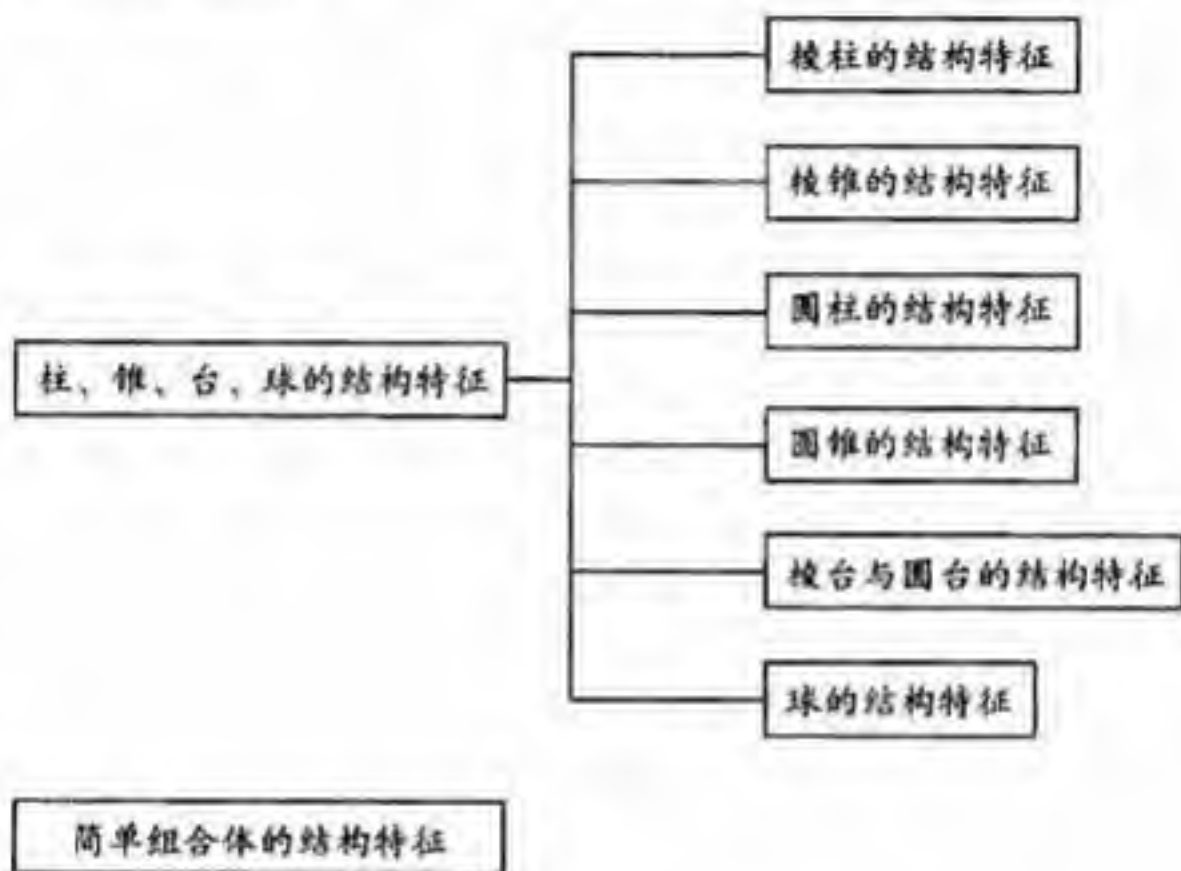 棱柱的结构特征
棱锥的结构特征
圆柱的结构特征
柱、锥、台、球的结构特征
圆锥的结构特征
棱台与圆台的结构特征
球的结构特征
简单组合体的结构特征